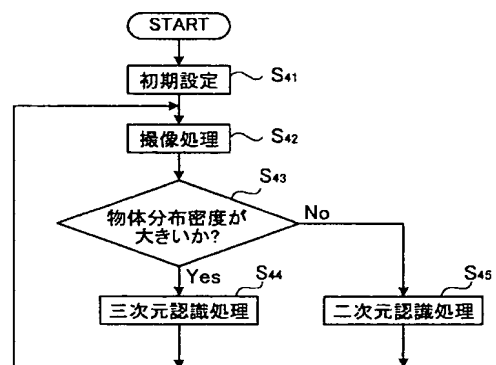 START
初期設定 S41
撮像処理 S42
S43
物体分布密度が
大きいか?
No
Yes
S44
S45
三次元認識処理
二次元認識処理